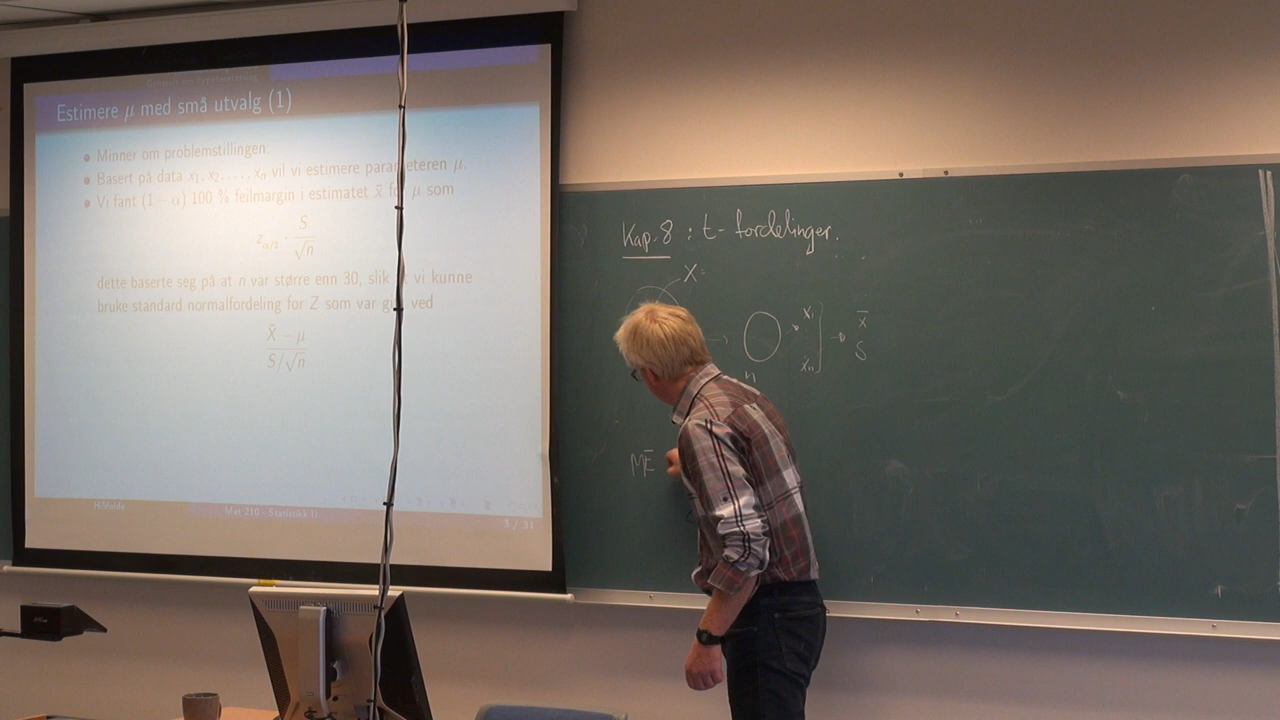 Estimere μ med små utvalg (1)
Minner om problemstillingen:
Basert på data x₁, x₂, ..., xₙ vil vi estimere parameteren μ.
Vi fant (1 − α) 100 % feilmargin i estimatet x̄ for μ som
z_{α/2} · S/√n
dette baserte seg på at n var større enn 30, slik at vi kunne
bruke standard normalfordeling for Z som var gitt ved
X̄ − μ
S/√n
HiMolde
Mat 210 - Statistikk II
3 / 31
Kap. 8 : t- fordelinger.
X
x₁
xₙ
x̄
S
n
ME